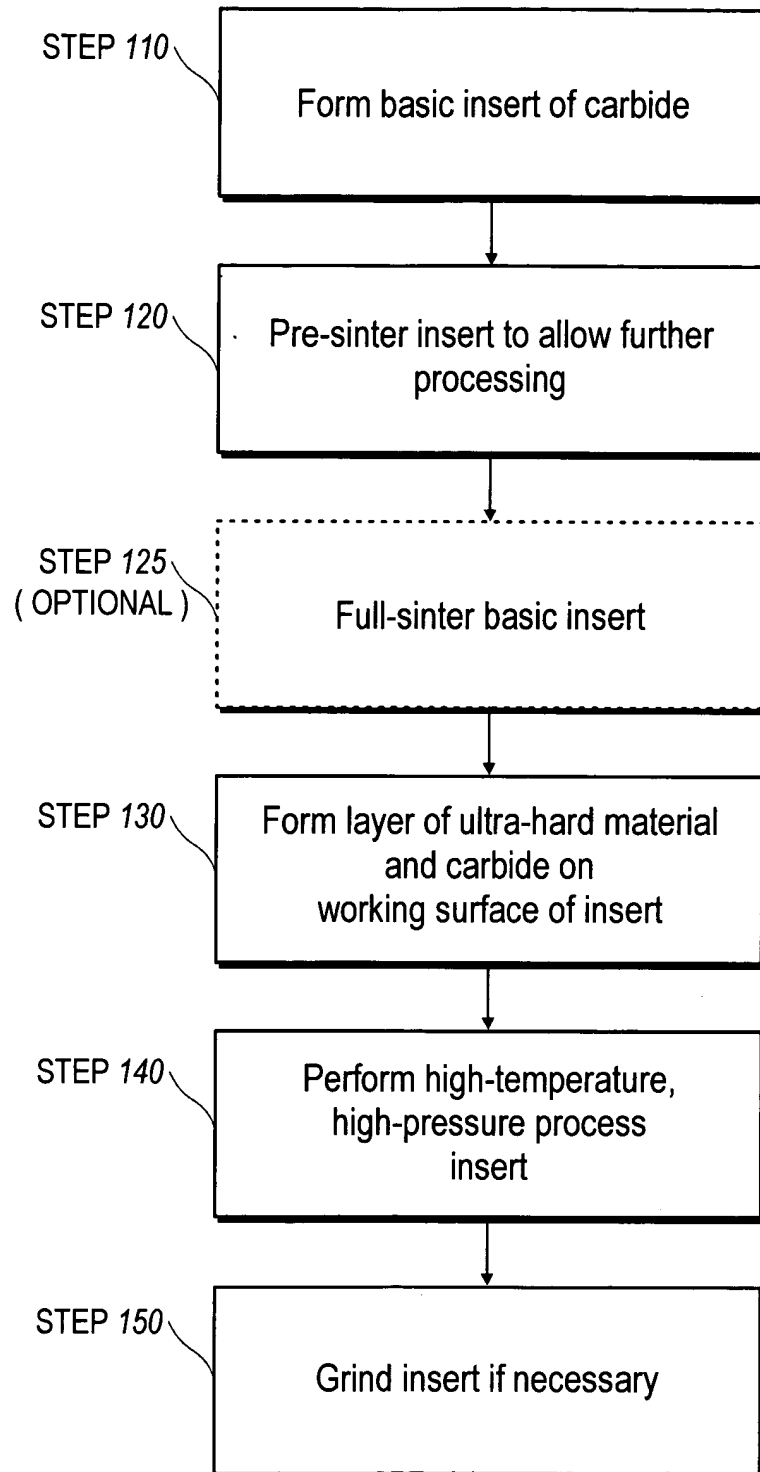 STEP 110
Form basic insert of carbide
STEP 120
Pre-sinter insert to allow further
processing
STEP 125
( OPTIONAL )
Full-sinter basic insert
STEP 130
Form layer of ultra-hard material
and carbide on
working surface of insert
STEP 140
Perform high-temperature,
high-pressure process
insert
STEP 150
Grind insert if necessary